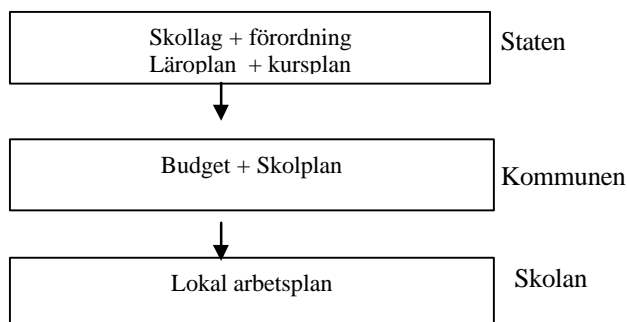 Skollag + förordning
Läroplan + kursplan
Staten
Budget + Skolplan
Kommunen
Lokal arbetsplan
Skolan